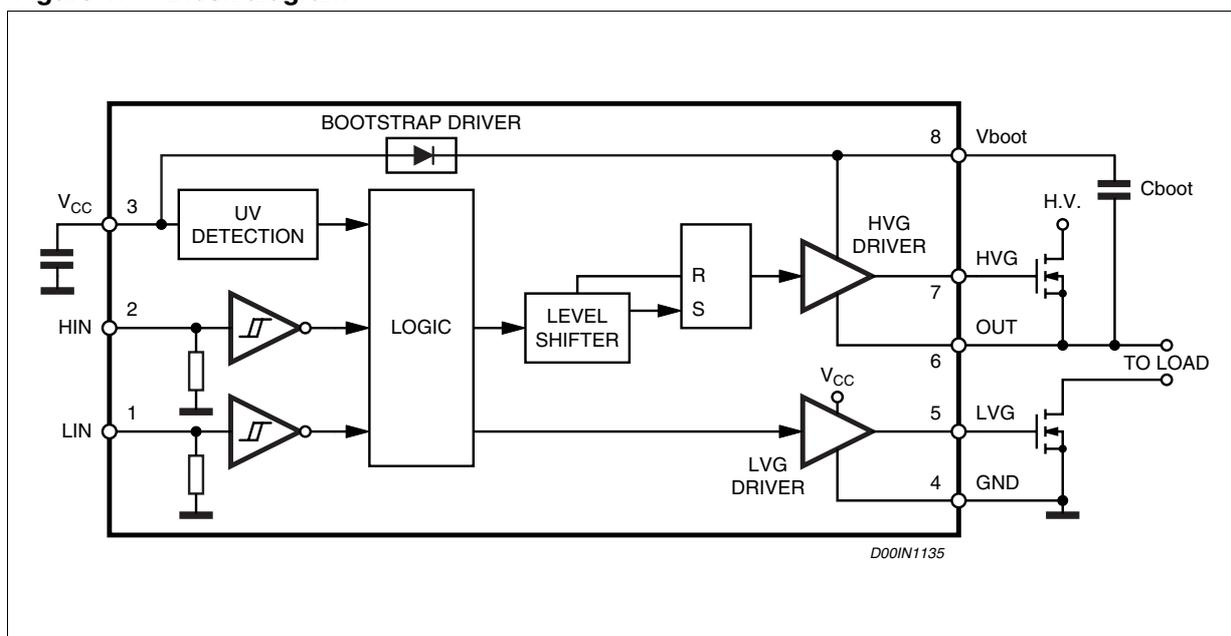 BOOTSTRAP DRIVER
8
Vboot
VCC
3
UV
DETECTION
H.V.
Cboot
HVG
DRIVER
HVG
7
R
S
HIN
2
LOGIC
LEVEL
SHIFTER
OUT
6
TO LOAD
VCC
LIN
1
5
LVG
LVG
DRIVER
4
GND
D00IN1135